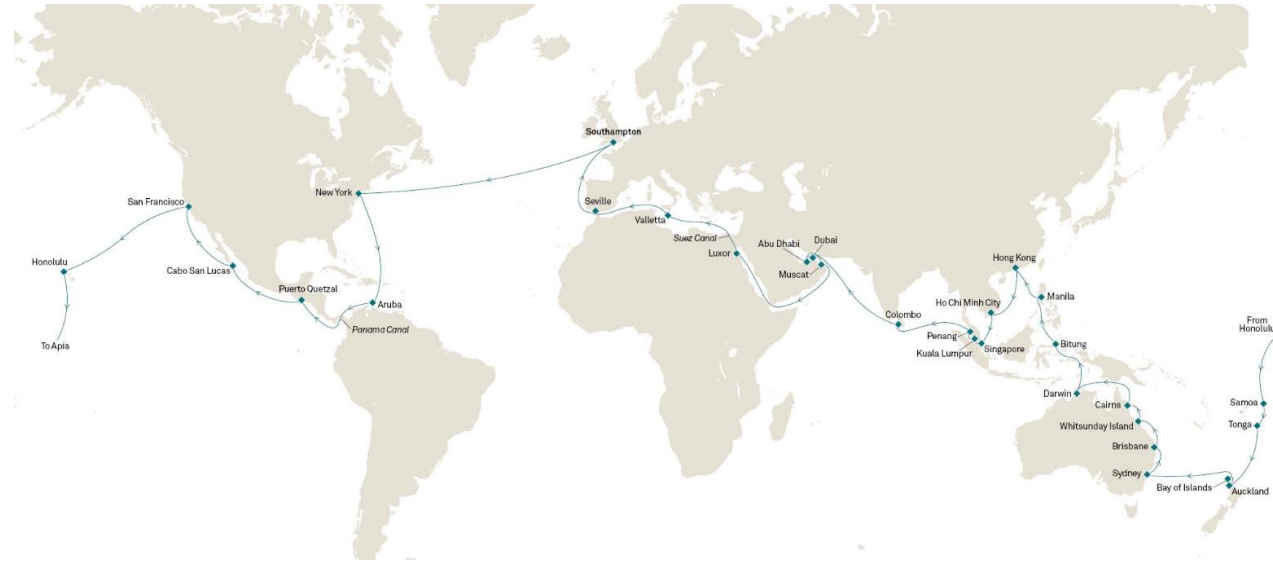 Southampton
New York
San Francisco
Seville
Valletta
Suez Canal
Abu Dhabi
Dubai
Luxor
Muscat
Hong Kong
Honolulu
Cabo San Lucas
Puerto Quetzal
Aruba
Ho Chi Minh City
Manila
Colombo
Panama Canal
From
Honolulu
To Apia
Penang
Kuala Lumpur
Singapore
Bitung
Darwin
Cairns
Samoa
Whitsunday Island
Tonga
Brisbane
Sydney
Bay of Islands
Auckland